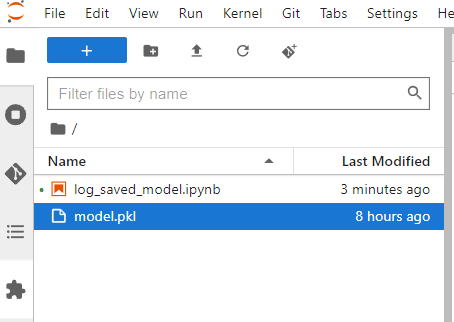 File Edit View Run Kernel Git Tabs Settings He
Filter files by name
/
Name Last Modified
log_saved_model.ipynb 3 minutes ago
model.pkl 8 hours ago